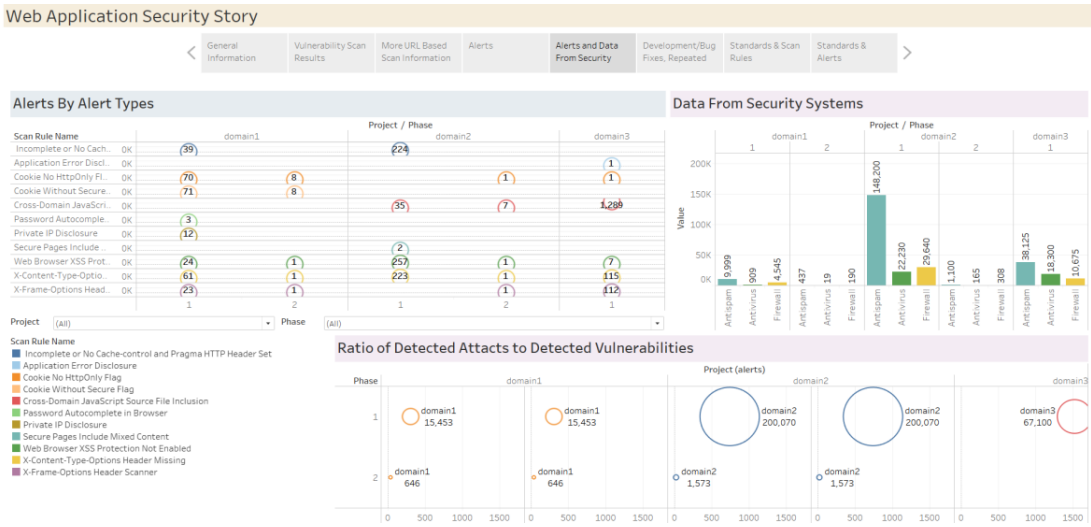 Web Application Security Story
General Information
Vulnerability Scan Results
More URL Based Scan Information
Alerts
Alerts and Data From Security
Development/Bug Fixes, Repeated
Standards & Scan Rules
Standards & Alerts
Alerts By Alert Types
Project / Phase
Scan Rule Name domain1 domain2 domain3
Incomplete or No Cach.. 0K 39 224
Application Error Discl.. 0K 1
Cookie No HttpOnly Fl.. 0K 70 8 1 1
Cookie Without Secure.. 0K 71 8
Cross-Domain JavaScri.. 0K 35 7 1,289
Password Autocomple.. 0K 3
Private IP Disclosure 0K 12
Secure Pages Include .. 0K 2
Web Browser XSS Prot.. 0K 24 1 257 1 7
X-Content-Type-Optio.. 0K 61 1 223 1 115
X-Frame-Options Head.. 0K 23 1 1 112
1 2 1 2 1
Project (All) Phase (All)
Scan Rule Name
Incomplete or No Cache-control and Pragma HTTP Header Set
Application Error Disclosure
Cookie No HttpOnly Flag
Cookie Without Secure Flag
Cross-Domain JavaScript Source File Inclusion
Password Autocomplete in Browser
Private IP Disclosure
Secure Pages Include Mixed Content
Web Browser XSS Protection Not Enabled
X-Content-Type-Options Header Missing
X-Frame-Options Header Scanner
Data From Security Systems
Project / Phase
domain1 domain2 domain3
1 2 1 2 1
Value
200K
150K
100K
50K
0K
9,999 909 4,545 437 19 190 148,200 22,230 29,640 1,100 165 308 38,125 18,300 10,675
Antispam Antivirus Firewall Antispam Antivirus Firewall Antispam Antivirus Firewall Antispam Antivirus Firewall Antispam Antivirus Firewall
Ratio of Detected Attacts to Detected Vulnerabilities
Project (alerts)
Phase domain1 domain2 domain3
1
domain1 domain1 domain2 domain2 domain3
15,453 15,453 200,070 200,070 67,100
2
domain1 domain1 domain2 domain2
646 646 1,573 1,573
0 500 1000 1500 0 500 1000 1500 0 500 1000 1500 0 500 1000 1500 0 500 1000 1500